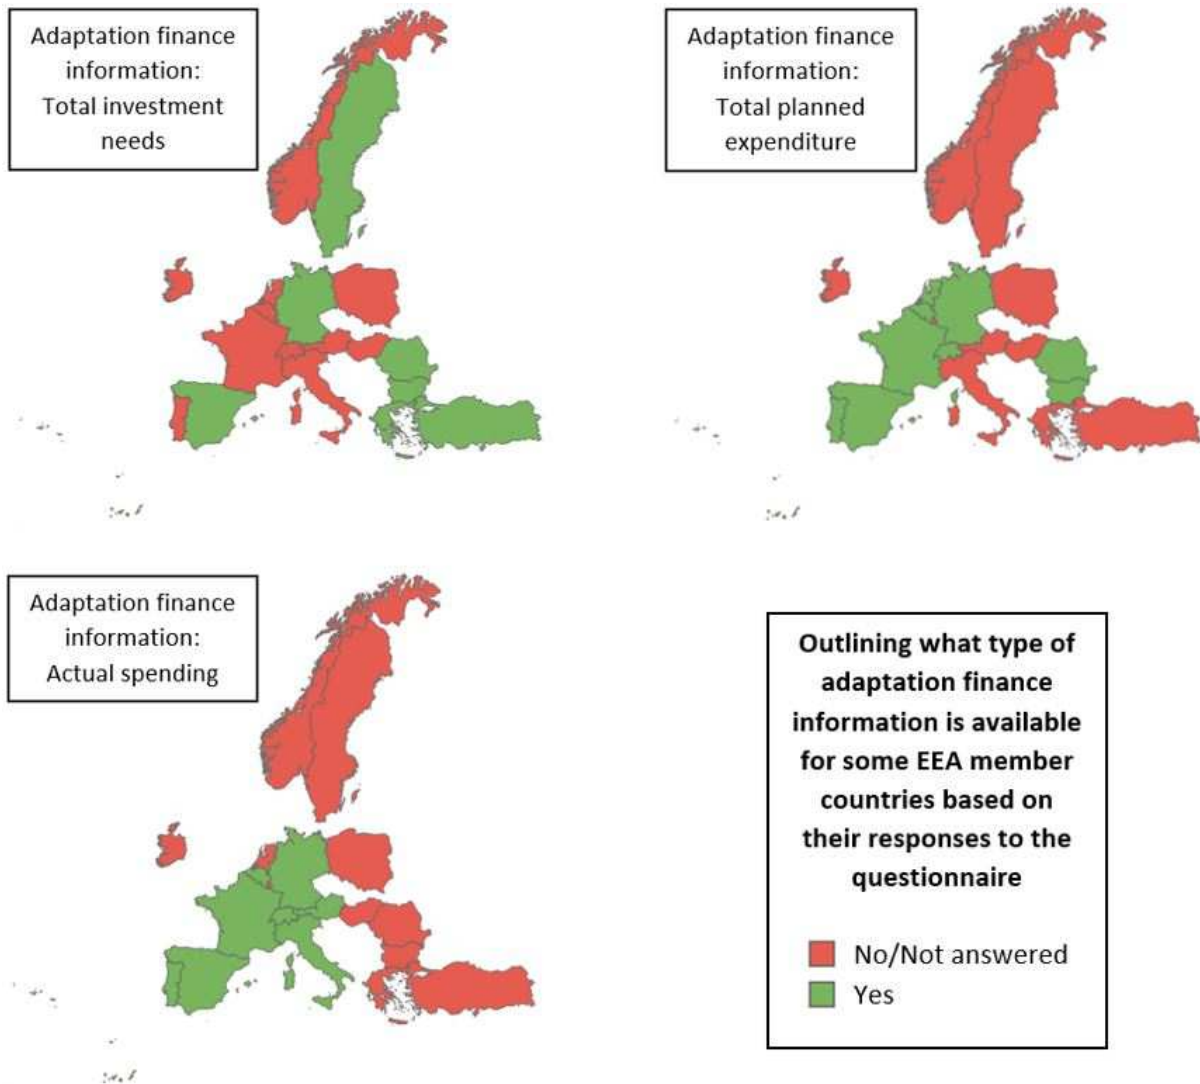 Adaptation finance
information:
Total investment
needs
Adaptation finance
information:
Total planned
expenditure
Adaptation finance
information:
Actual spending
Outlining what type of
adaptation finance
information is available
for some EEA member
countries based on
their responses to the
questionnaire
No/Not answered
Yes